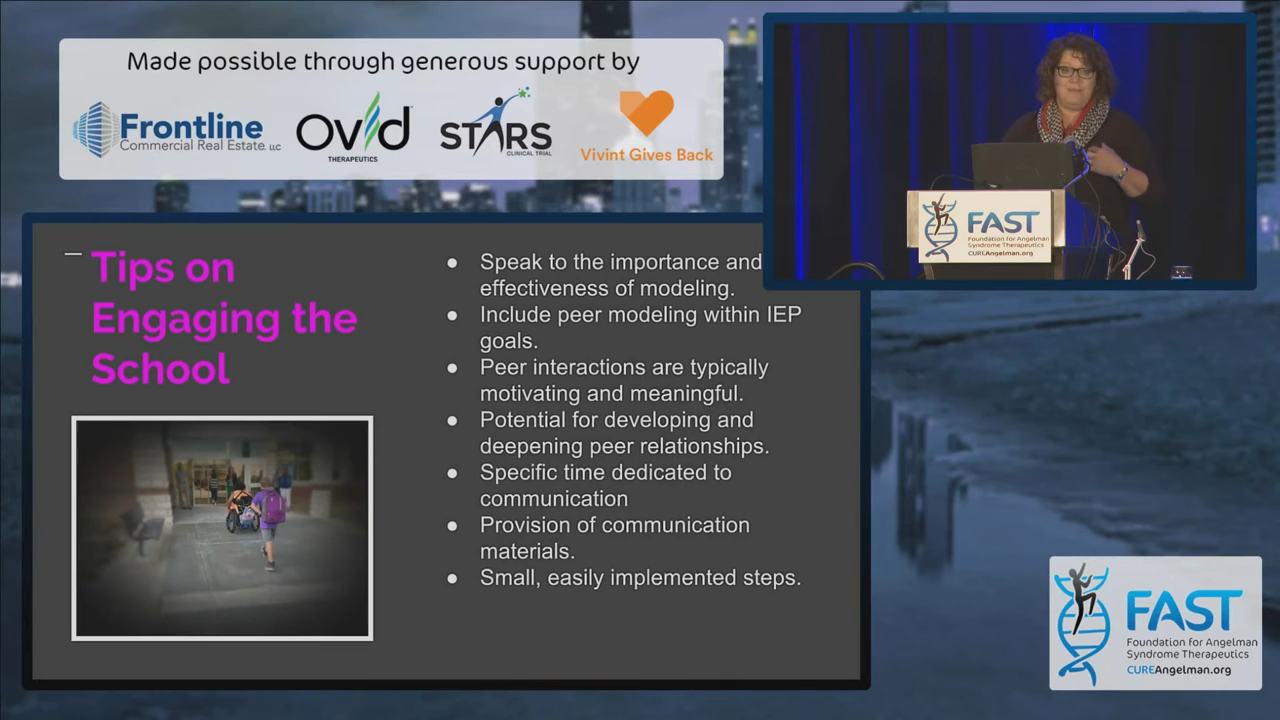 Made possible through generous support by
Frontline
Commercial Real Estate, LLC
Ovid
THERAPEUTICS
STARS
CLINICAL TRIAL
Vivint Gives Back
FAST
Foundation for Angelman
Syndrome Therapeutics
CUREAngelman.org
Tips on
Engaging the
School
● Speak to the importance and
effectiveness of modeling.
● Include peer modeling within IEP
goals.
● Peer interactions are typically
motivating and meaningful.
● Potential for developing and
deepening peer relationships.
● Specific time dedicated to
communication
● Provision of communication
materials.
● Small, easily implemented steps.
FAST
Foundation for Angelman
Syndrome Therapeutics
CUREAngelman.org